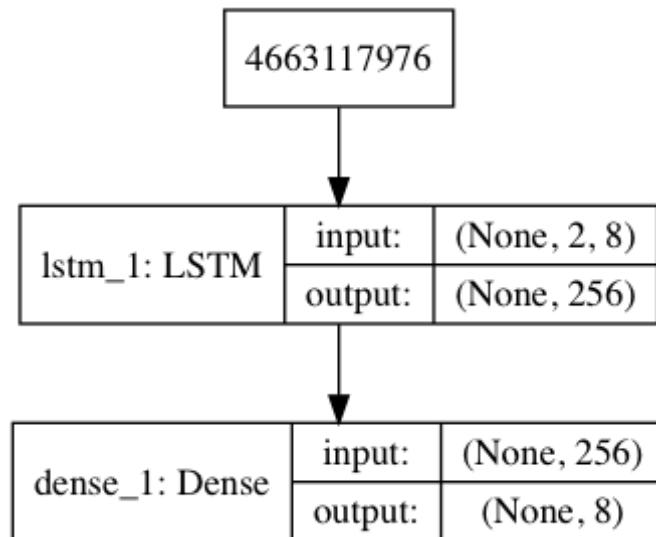 4663117976
lstm_1: LSTM
input:
(None, 2, 8)
output:
(None, 256)
dense_1: Dense
input:
(None, 256)
output:
(None, 8)